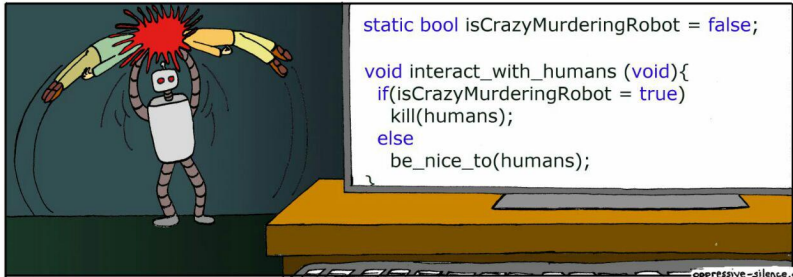 static bool isCrazyMurderingRobot = false;
void interact_with_humans (void){
if(isCrazyMurderingRobot = true)
kill(humans);
else
be_nice_to(humans);
}
oppressive-silence.c